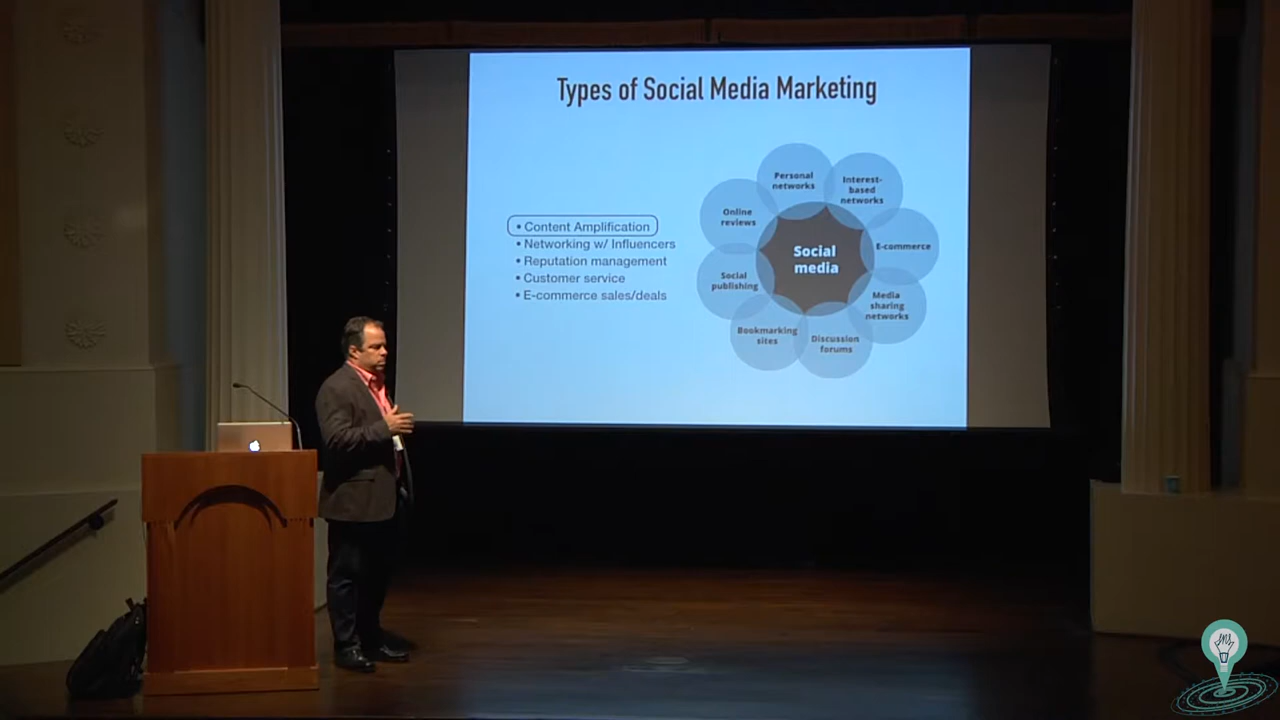 Types of Social Media Marketing
• Content Amplification
• Networking w/ Influencers
• Reputation management
• Customer service
• E-commerce sales/deals
Personal
networks
Interest-
based
networks
Online
reviews
E-commerce
Social
media
Social
publishing
Media
sharing
networks
Bookmarking
sites
Discussion
forums